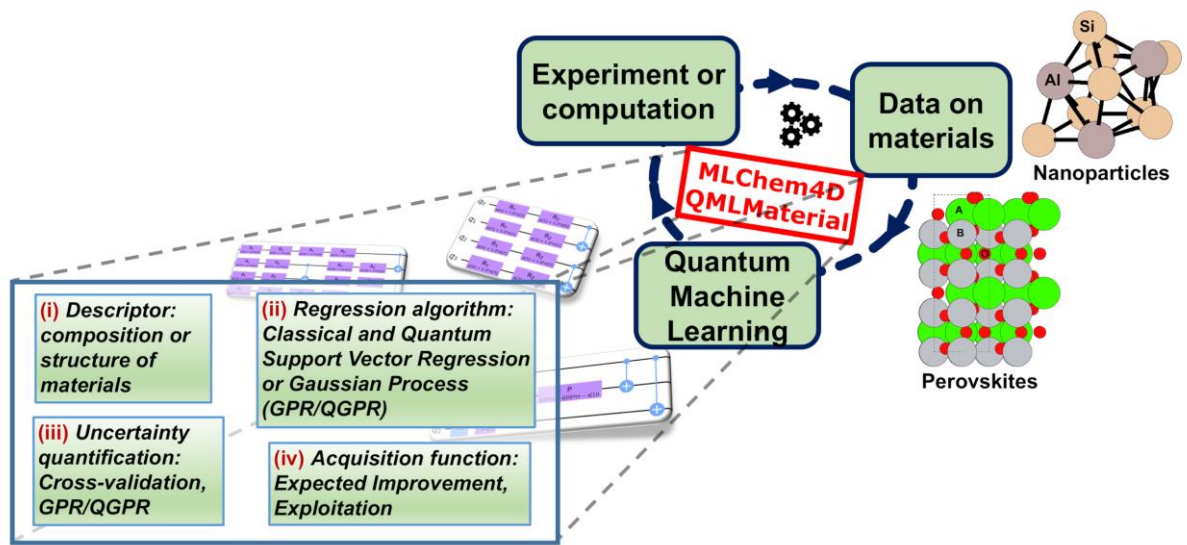 Experiment or
computation
Data on
materials
MLChem4D
QMLMaterial
Quantum
Machine
Learning
Si
Al
Nanoparticles
A
B
O
Perovskites
(i) Descriptor:
composition or
structure of
materials
(ii) Regression algorithm:
Classical and Quantum
Support Vector Regression
or Gaussian Process
(GPR/QGPR)
(iii) Uncertainty
quantification:
Cross-validation,
GPR/QGPR
(iv) Acquisition function:
Expected Improvement,
Exploitation